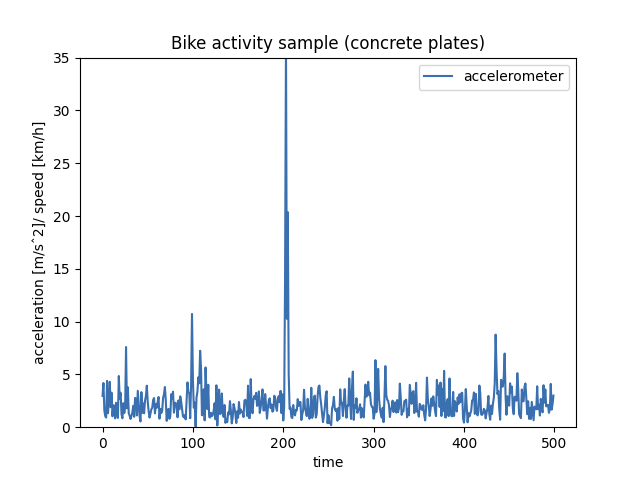 Bike activity sample (concrete plates)
accelerometer
acceleration [m/sˆ2]/ speed [km/h]
35
30
25
20
15
10
5
0
0 100 200 300 400 500
time